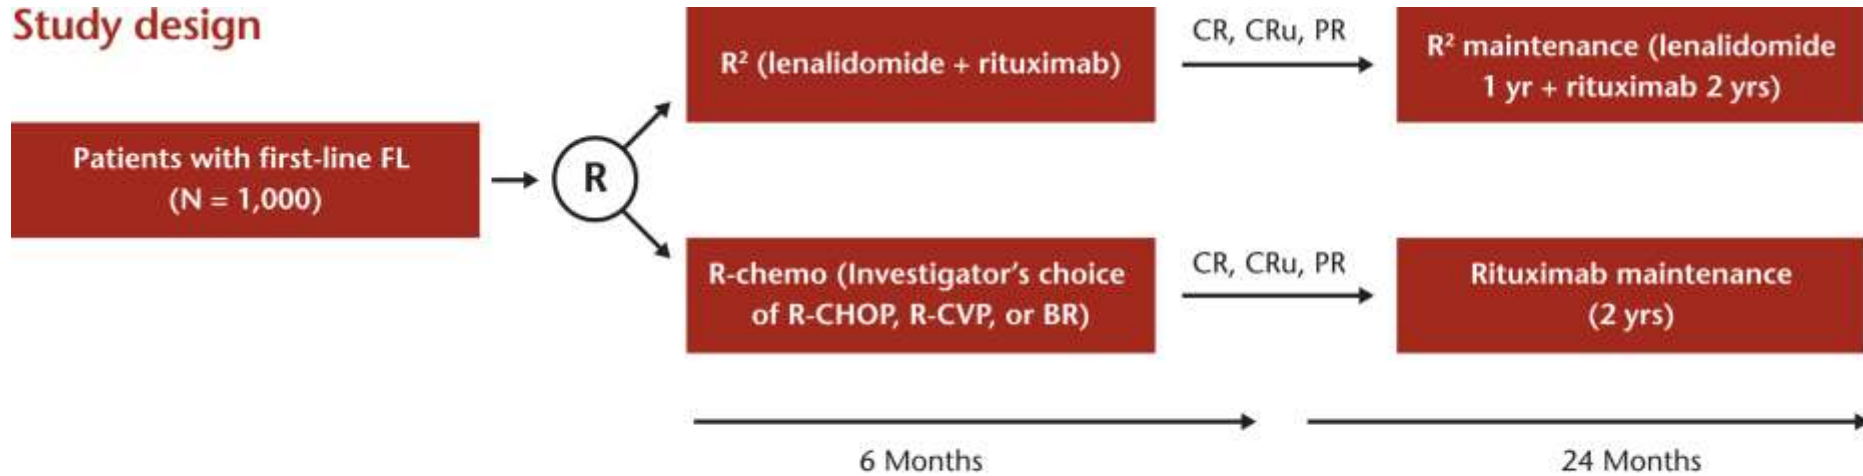 Study design
Patients with first-line FL
(N = 1,000)
R
R² (lenalidomide + rituximab)
CR, CRu, PR
R² maintenance (lenalidomide
1 yr + rituximab 2 yrs)
R-chemo (Investigator’s choice
of R-CHOP, R-CVP, or BR)
CR, CRu, PR
Rituximab maintenance
(2 yrs)
6 Months
24 Months